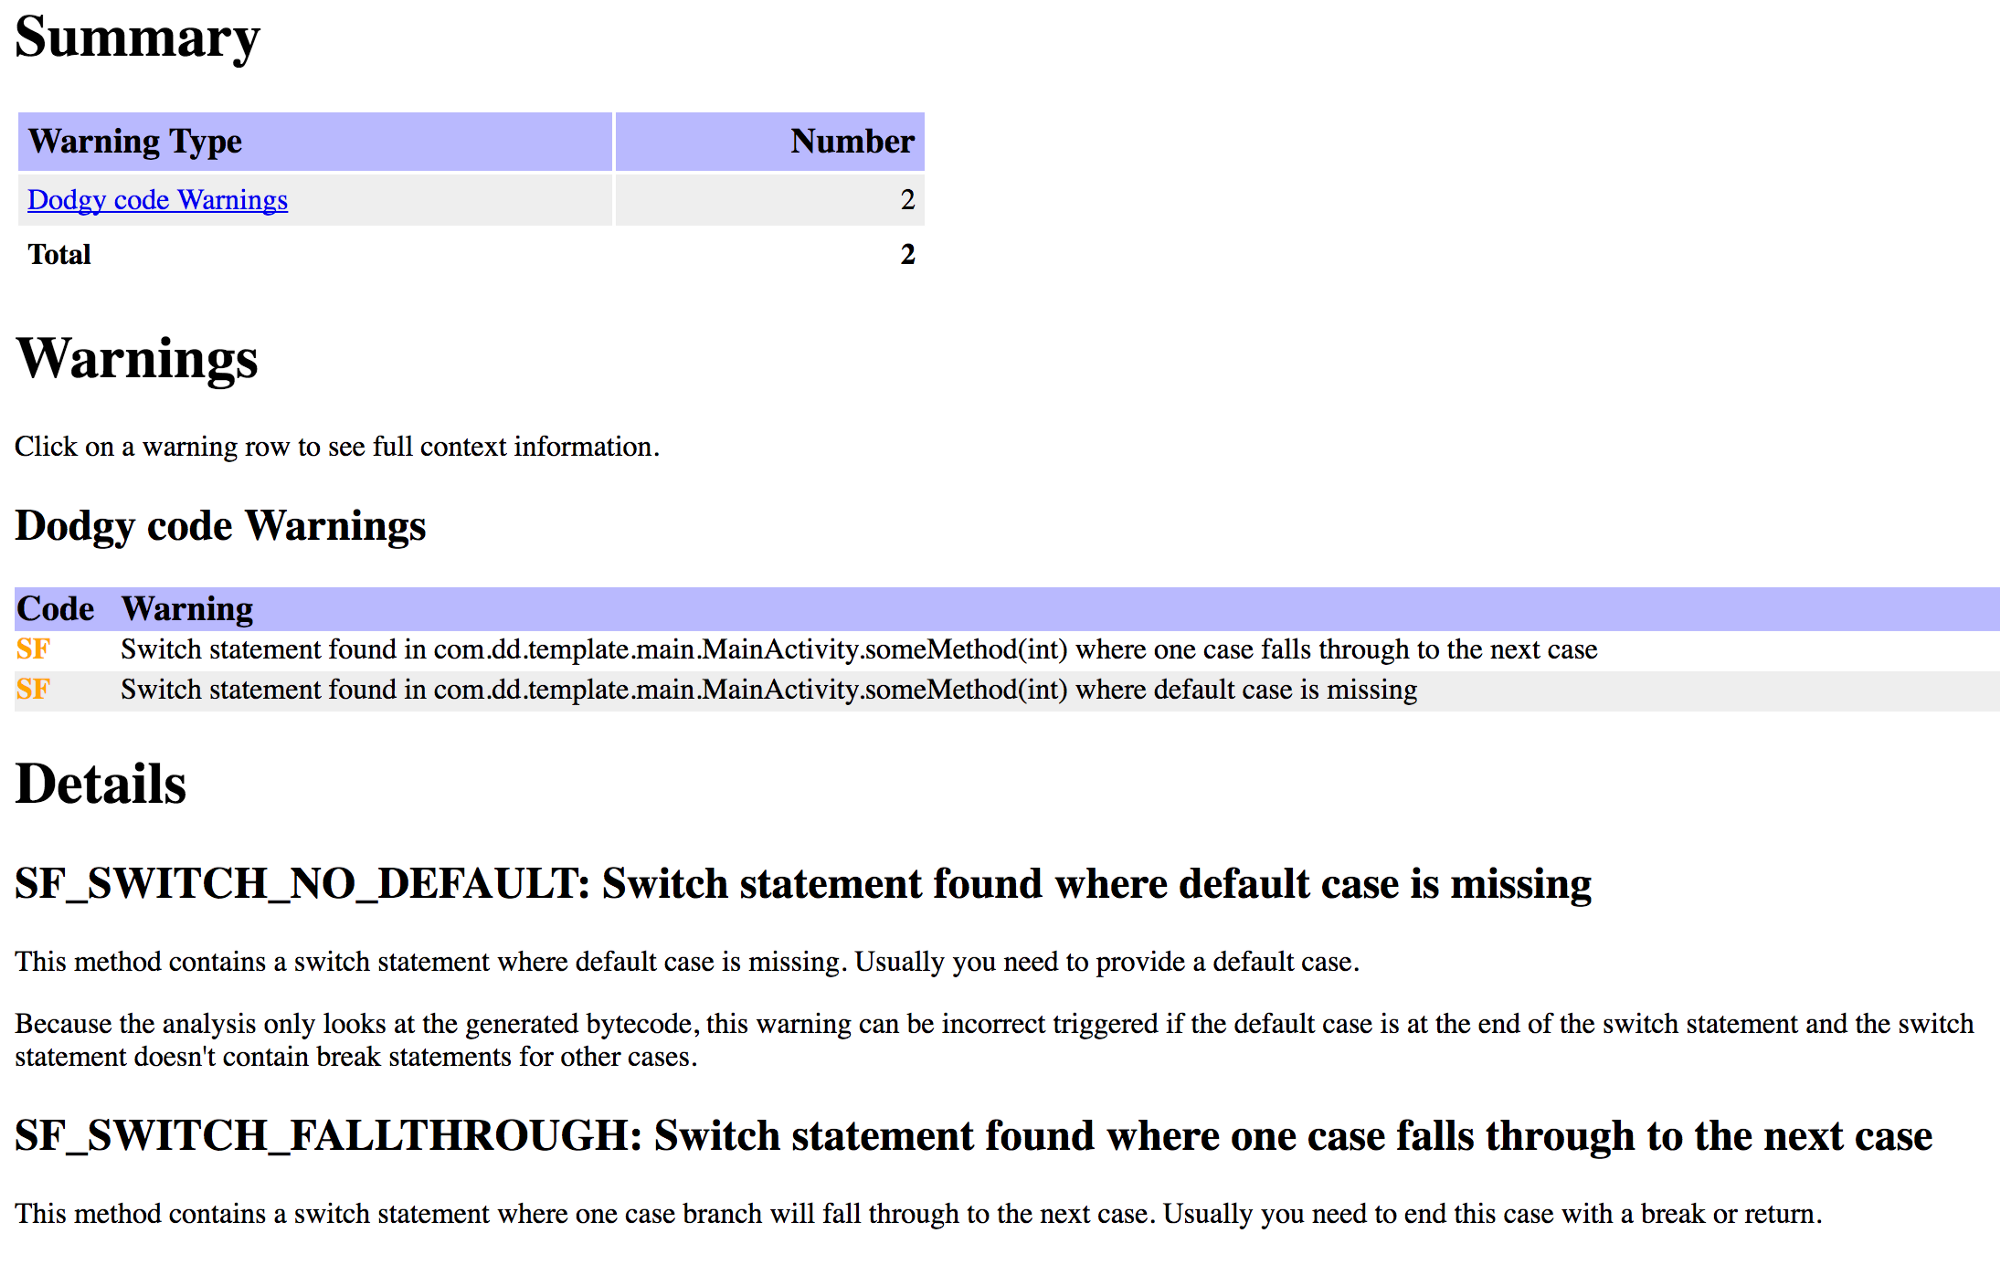 Summary
Warning Type Number
Dodgy code Warnings 2
Total 2
Warnings
Click on a warning row to see full context information.
Dodgy code Warnings
Code Warning
SF Switch statement found in com.dd.template.main.MainActivity.someMethod(int) where one case falls through to the next case
SF Switch statement found in com.dd.template.main.MainActivity.someMethod(int) where default case is missing
Details
SF_SWITCH_NO_DEFAULT: Switch statement found where default case is missing
This method contains a switch statement where default case is missing. Usually you need to provide a default case.
Because the analysis only looks at the generated bytecode, this warning can be incorrect triggered if the default case is at the end of the switch statement and the switch
statement doesn't contain break statements for other cases.
SF_SWITCH_FALLTHROUGH: Switch statement found where one case falls through to the next case
This method contains a switch statement where one case branch will fall through to the next case. Usually you need to end this case with a break or return.